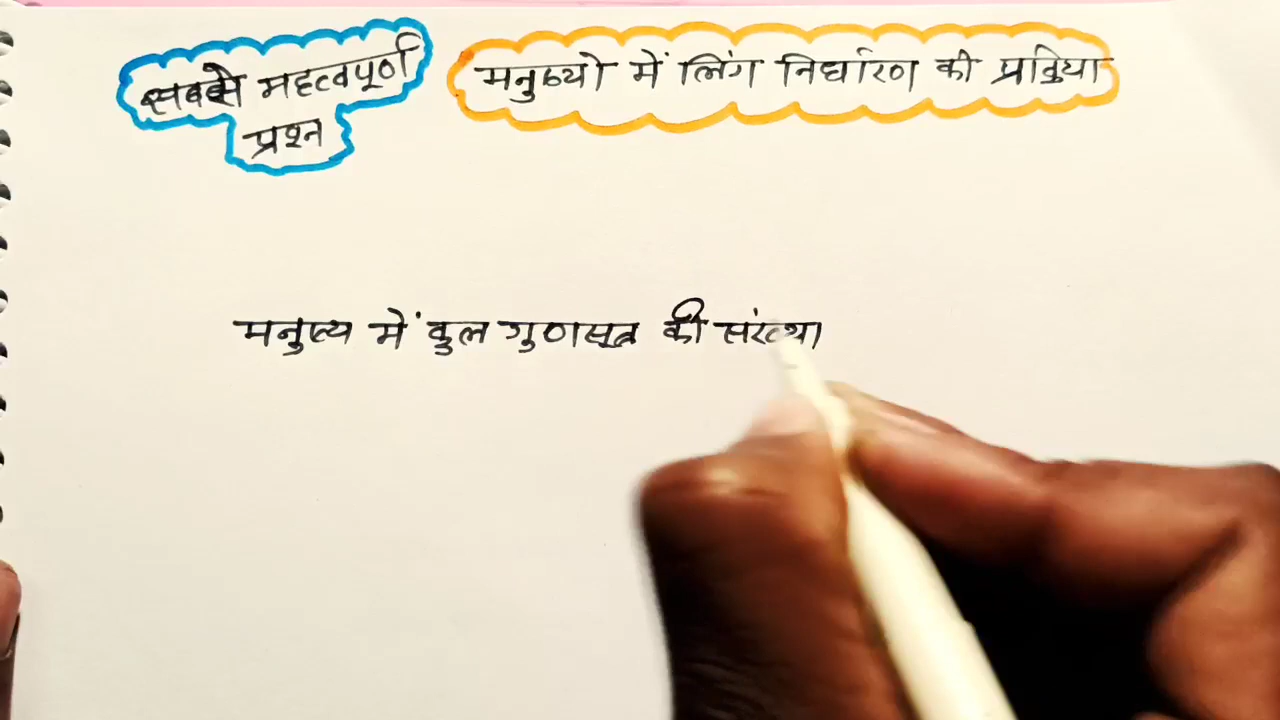 सबसे महत्वपूर्ण
प्रश्न
मनुष्यो में लिंग निर्धारण की प्रक्रिया
मनुष्य में कुल गुणसूत्र की संख्या